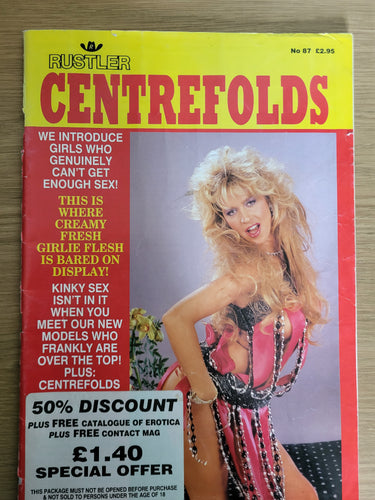 RUSTLER
No 87 £2.95
CENTREFOLDS
WE INTRODUCE
GIRLS WHO
GENUINELY
CAN'T GET
ENOUGH SEX!
THIS IS
WHERE
CREAMY
FRESH
GIRLIE FLESH
IS BARED ON
DISPLAY!
KINKY SEX
ISN'T IN IT
WHEN YOU
MEET OUR NEW
MODELS WHO
FRANKLY ARE
OVER THE TOP!
PLUS:
CENTREFOLDS
50% DISCOUNT
PLUS FREE CATALOGUE OF EROTICA
PLUS FREE CONTACT MAG
£1.40
SPECIAL OFFER
THIS PACKAGE MUST NOT BE OPENED BEFORE PURCHASE
& NOT SOLD TO PERSONS UNDER THE AGE OF 18